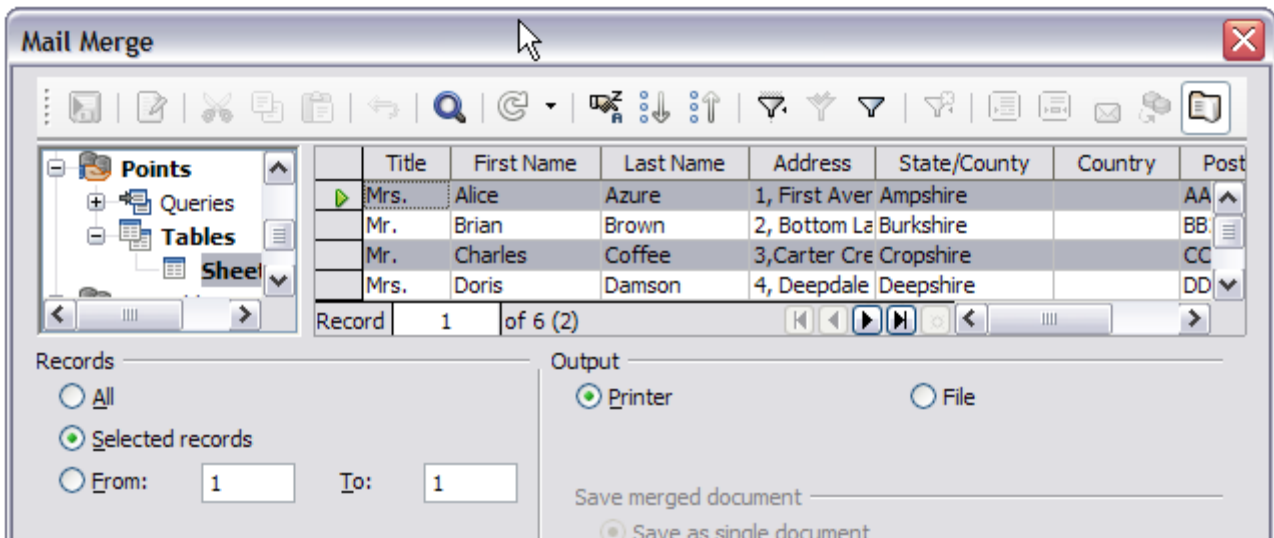 Mail Merge
Points
Queries
Tables
Sheet
Title First Name Last Name Address State/County Country Post
Mrs. Alice Azure 1, First Aver Ampshire AA
Mr. Brian Brown 2, Bottom La Burkshire BB
Mr. Charles Coffee 3,Carter Cre Cropshire CC
Mrs. Doris Damson 4, Deepdale Deepshire DD
Record 1 of 6 (2)
Records
All
Selected records
From: 1 To: 1
Output
Printer File
Save merged document
Save as single document